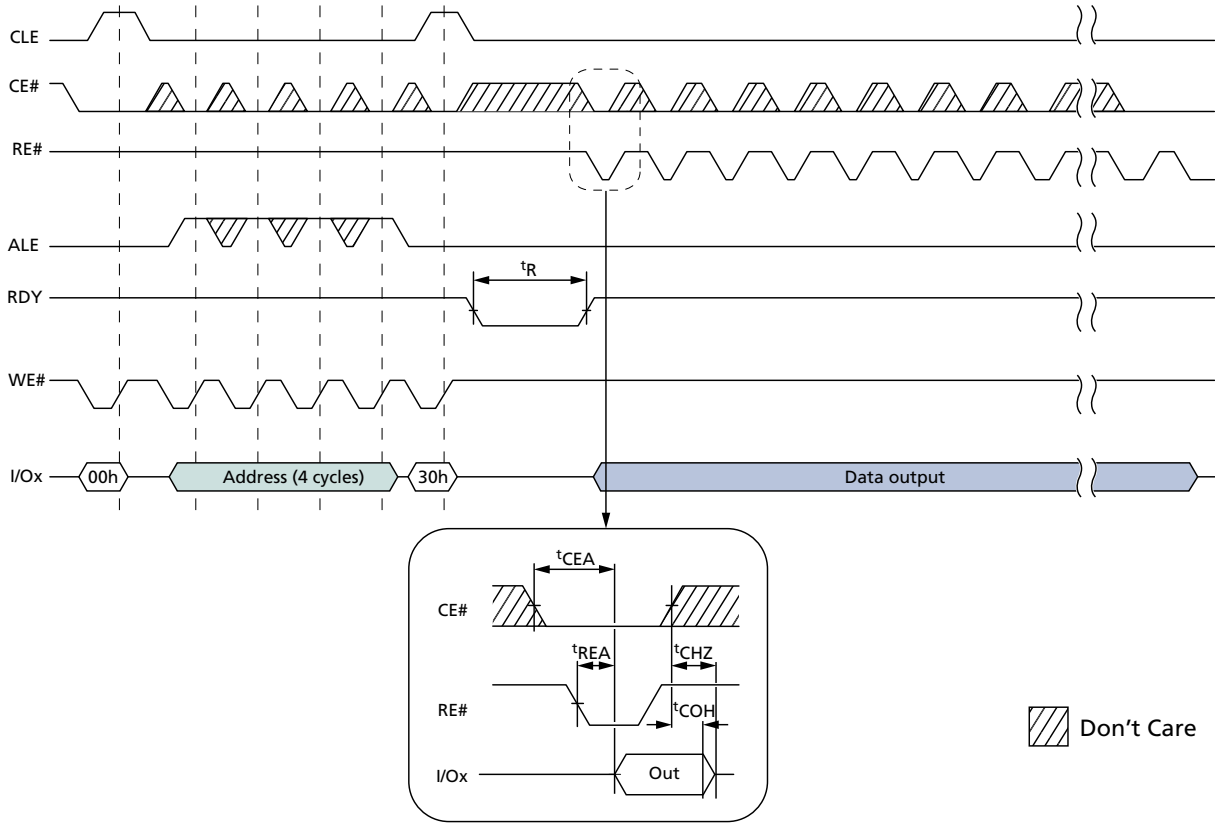 CLE
CE#
RE#
ALE
tR
RDY
WE#
I/Ox 00h Address (4 cycles) 30h Data output
tCEA
CE#
tREA tCHZ
RE# tCOH
I/Ox Out
Don't Care